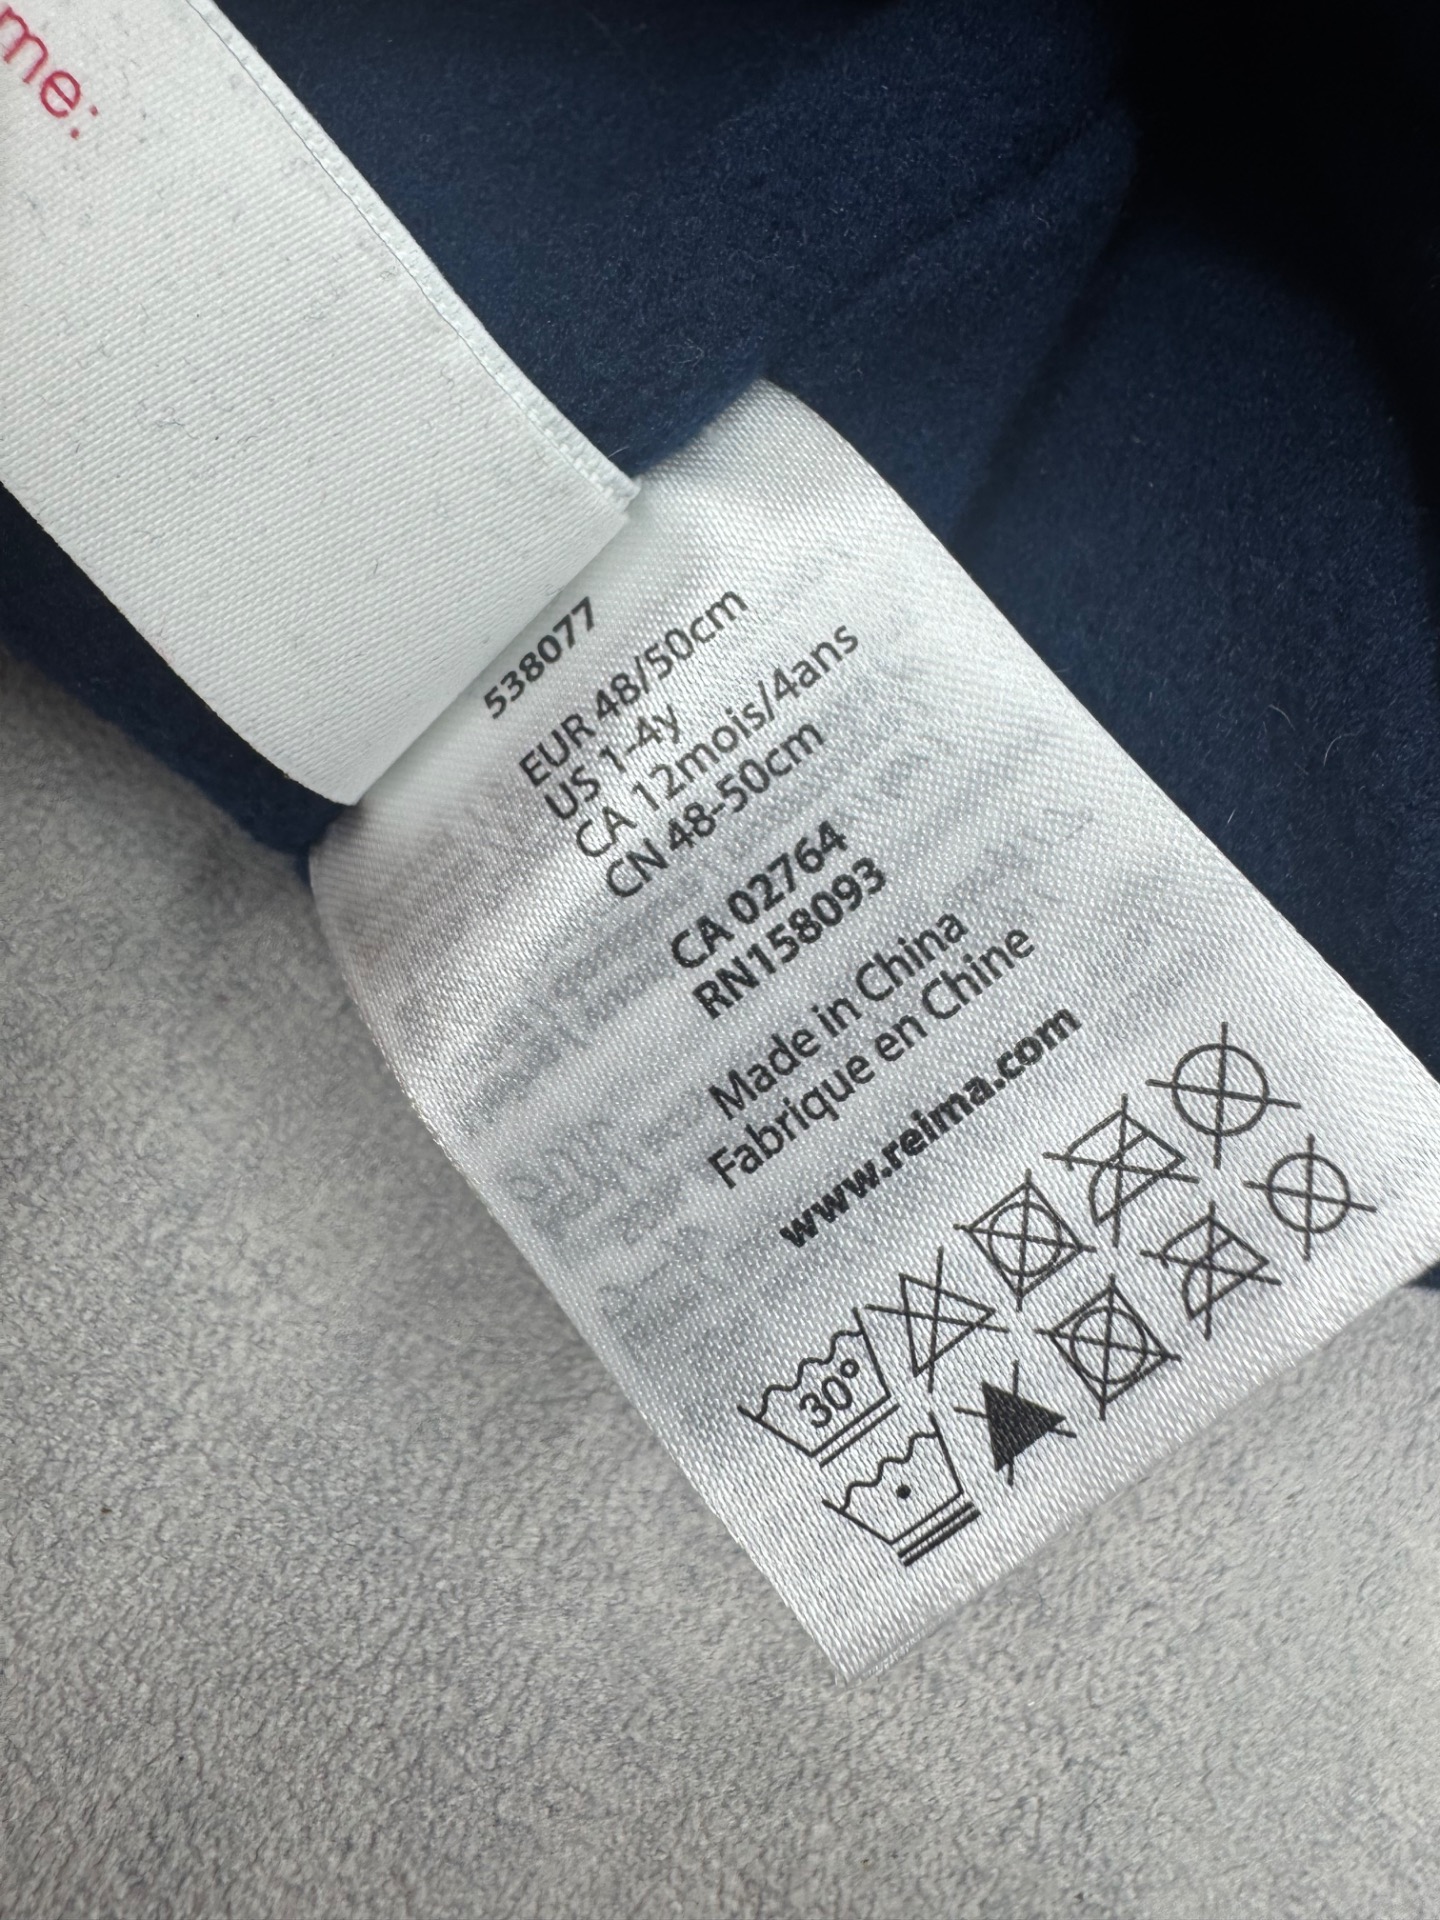 me:
538077
EUR 48/50cm
US 1-4y
CA 12mois/4ans
CN 48-50cm
CA 02764
RN158093
Made in China
Fabrique en Chine
www.reima.com
30°